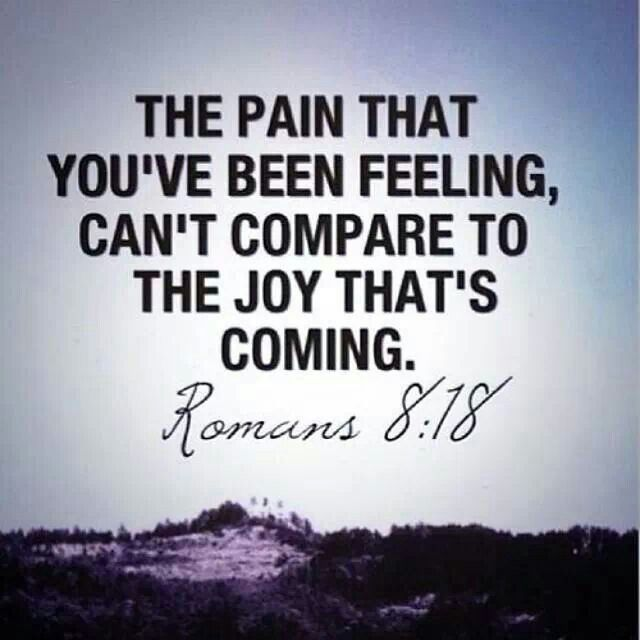 THE PAIN THAT
YOU'VE BEEN FEELING,
CAN'T COMPARE TO
THE JOY THAT'S
COMING.
Romans 8:18